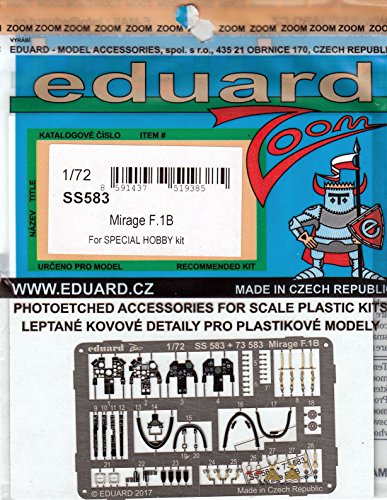 ZOOM ZOOM ZOOM ZOOM ZOOM ZOOM ZOOM ZOOM ZOOM
VYRÁBÍ
EDUARD - MODEL ACCESSORIES, spol. s r.o., 435 21 OBRNICE 170, CZECH REPUBLIC
eduard
Zoom
KATALOGOVÉ ČÍSLO ITEM #
NÁZEV TITLE
1/72
SS583
8 591437 519385
Mirage F.1B
For SPECIAL HOBBY kit
URČENO PRO MODEL RECOMMENDED KIT
WWW.EDUARD.CZ MADE IN CZECH REPUBLIC
PHOTOETCHED ACCESSORIES FOR SCALE PLASTIC KITS
LEPTANÉ KOVOVÉ DETAILY PRO PLASTIKOVÉ MODELY
eduard Zoom 1/72 SS 583 + 73 583 Mirage F.1B
© EDUARD 2017 Made in Czech Republic